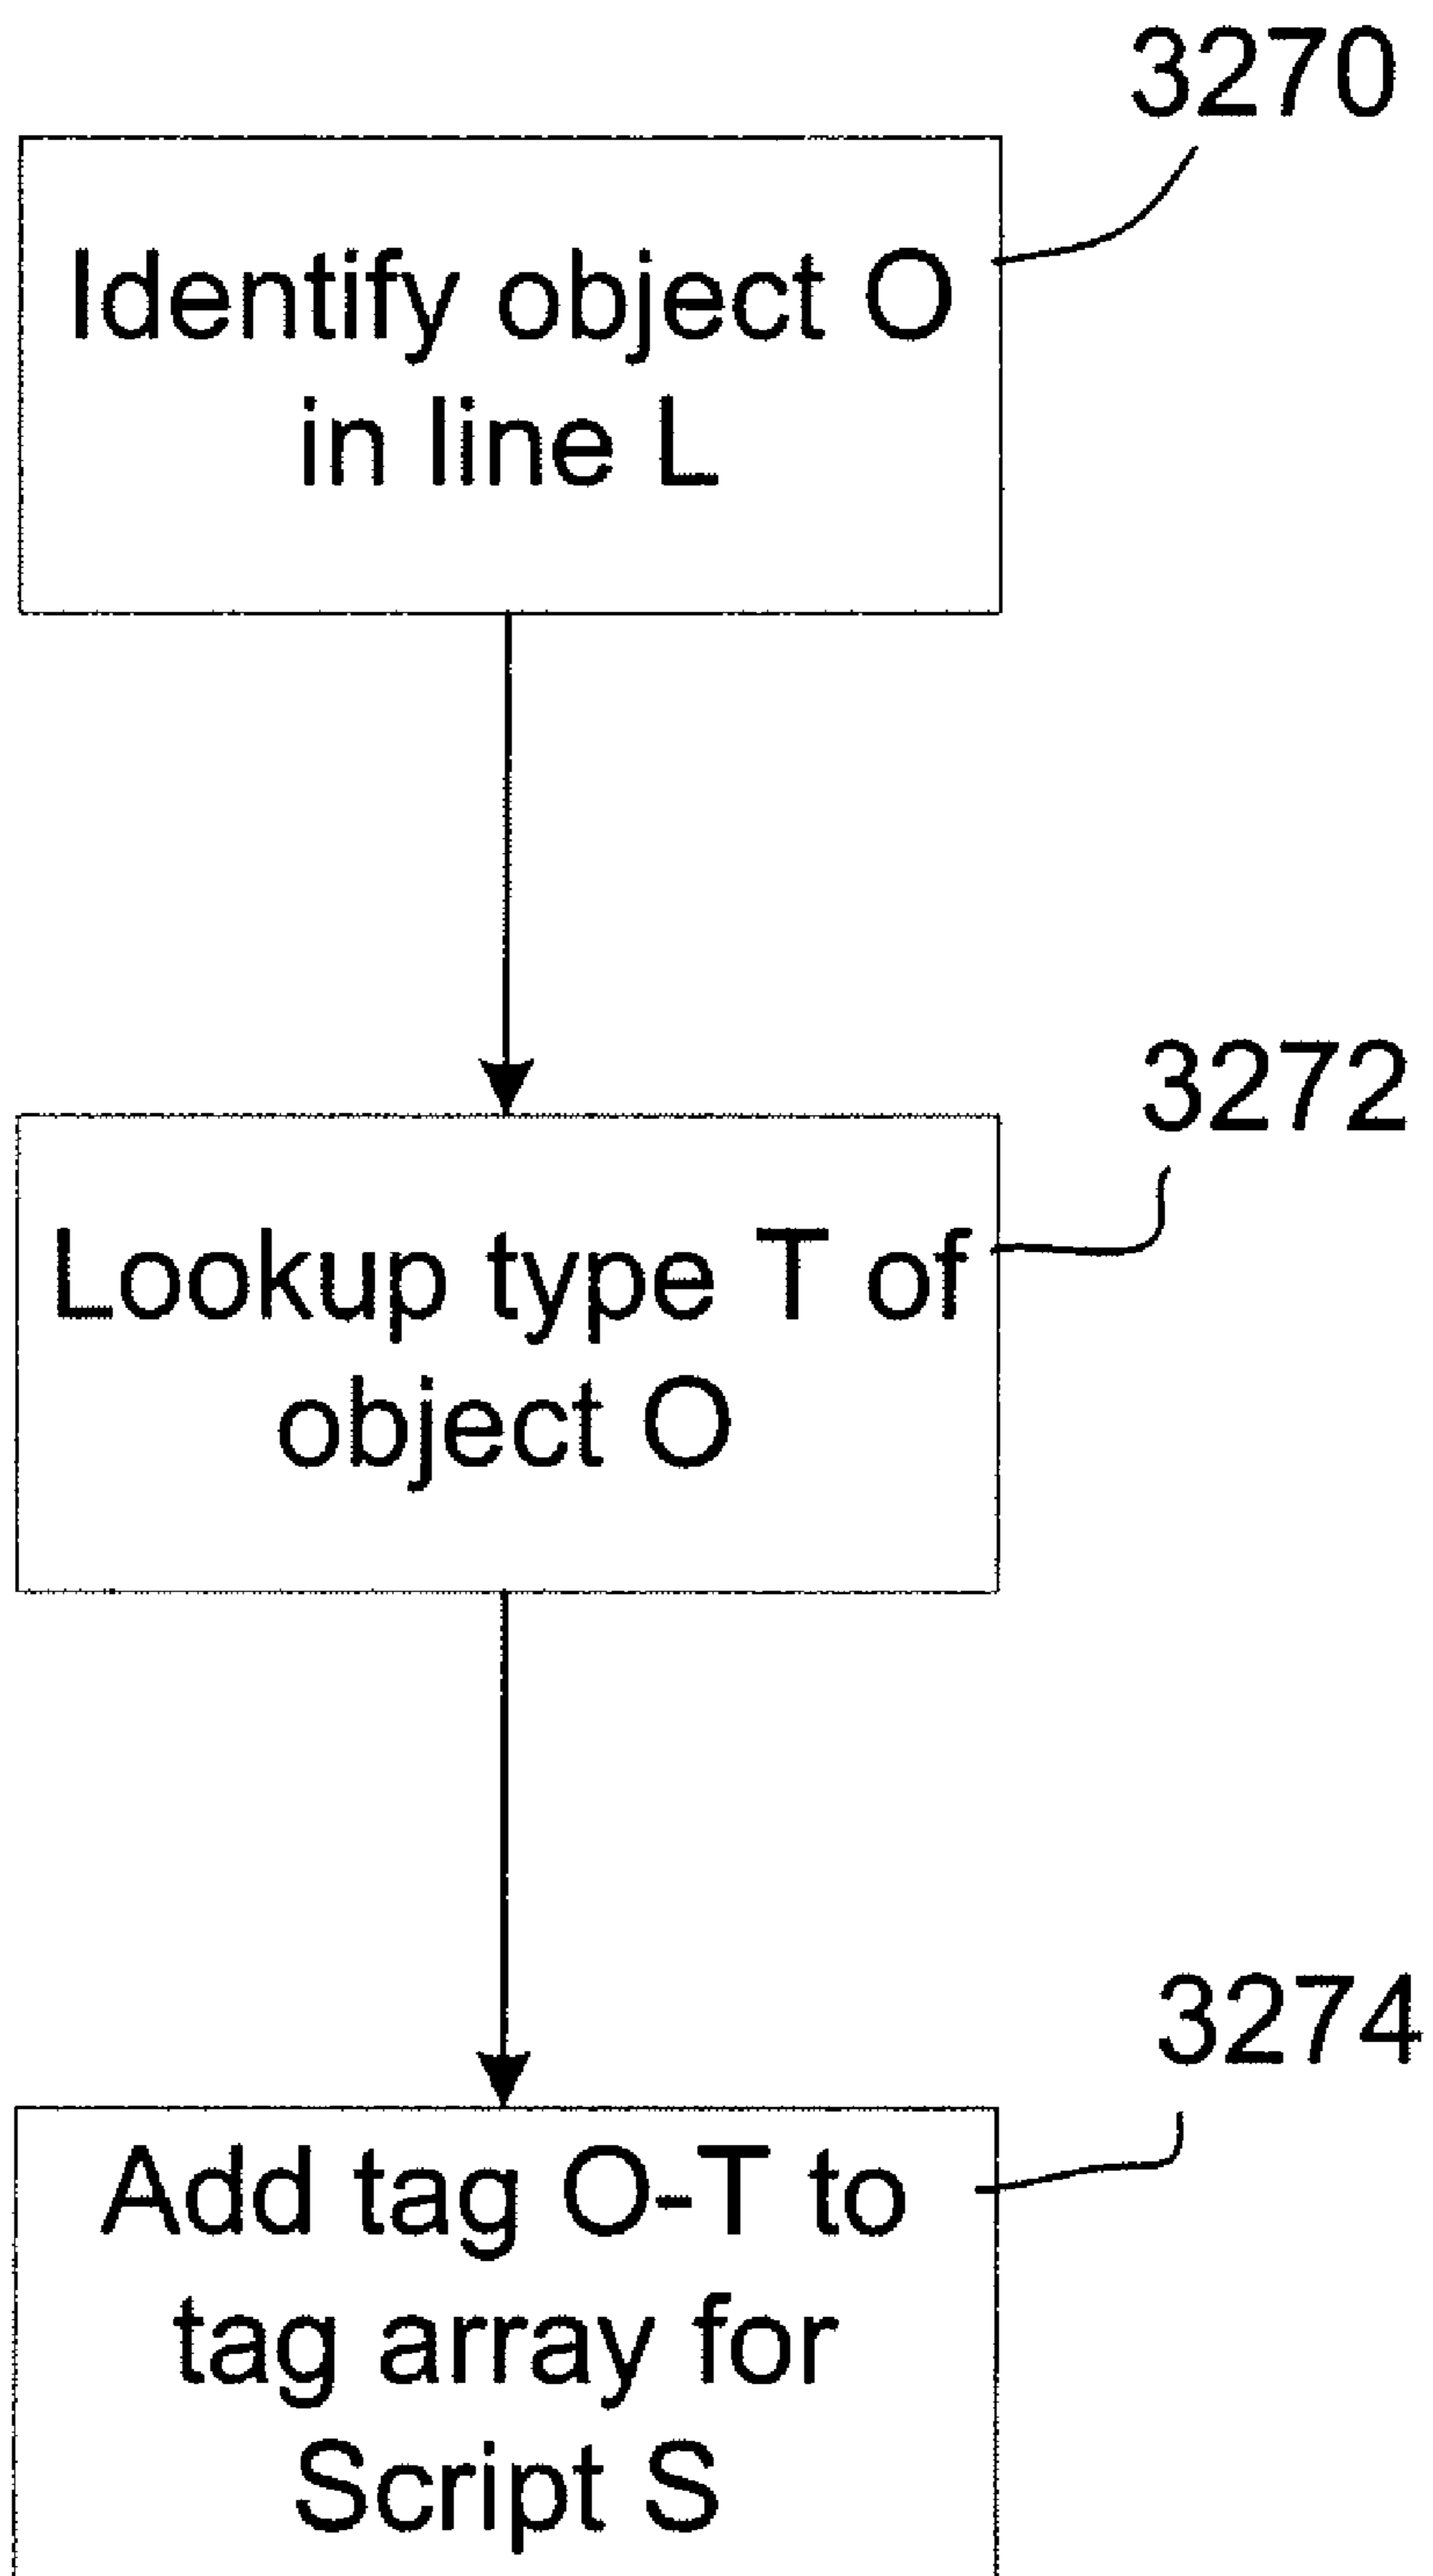 3270
Identify object O
in line L
3272
Lookup type T of
object O
3274
Add tag O-T to
tag array for
Script S